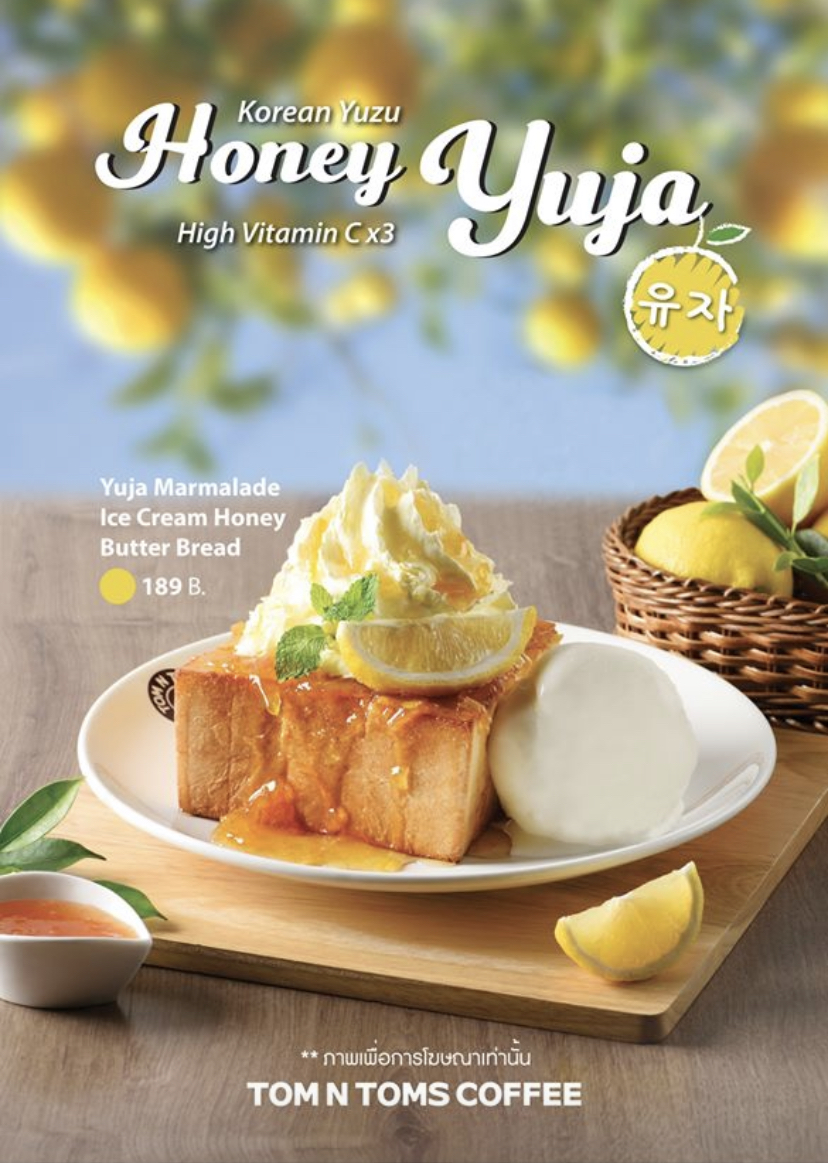 Korean Yuzu
Honey Yuja
High Vitamin C x3
유자
Yuja Marmalade
Ice Cream Honey
Butter Bread
189 B.
TOM N
** ภาพเพื่อการโฆษณาเท่านั้น
TOM N TOMS COFFEE